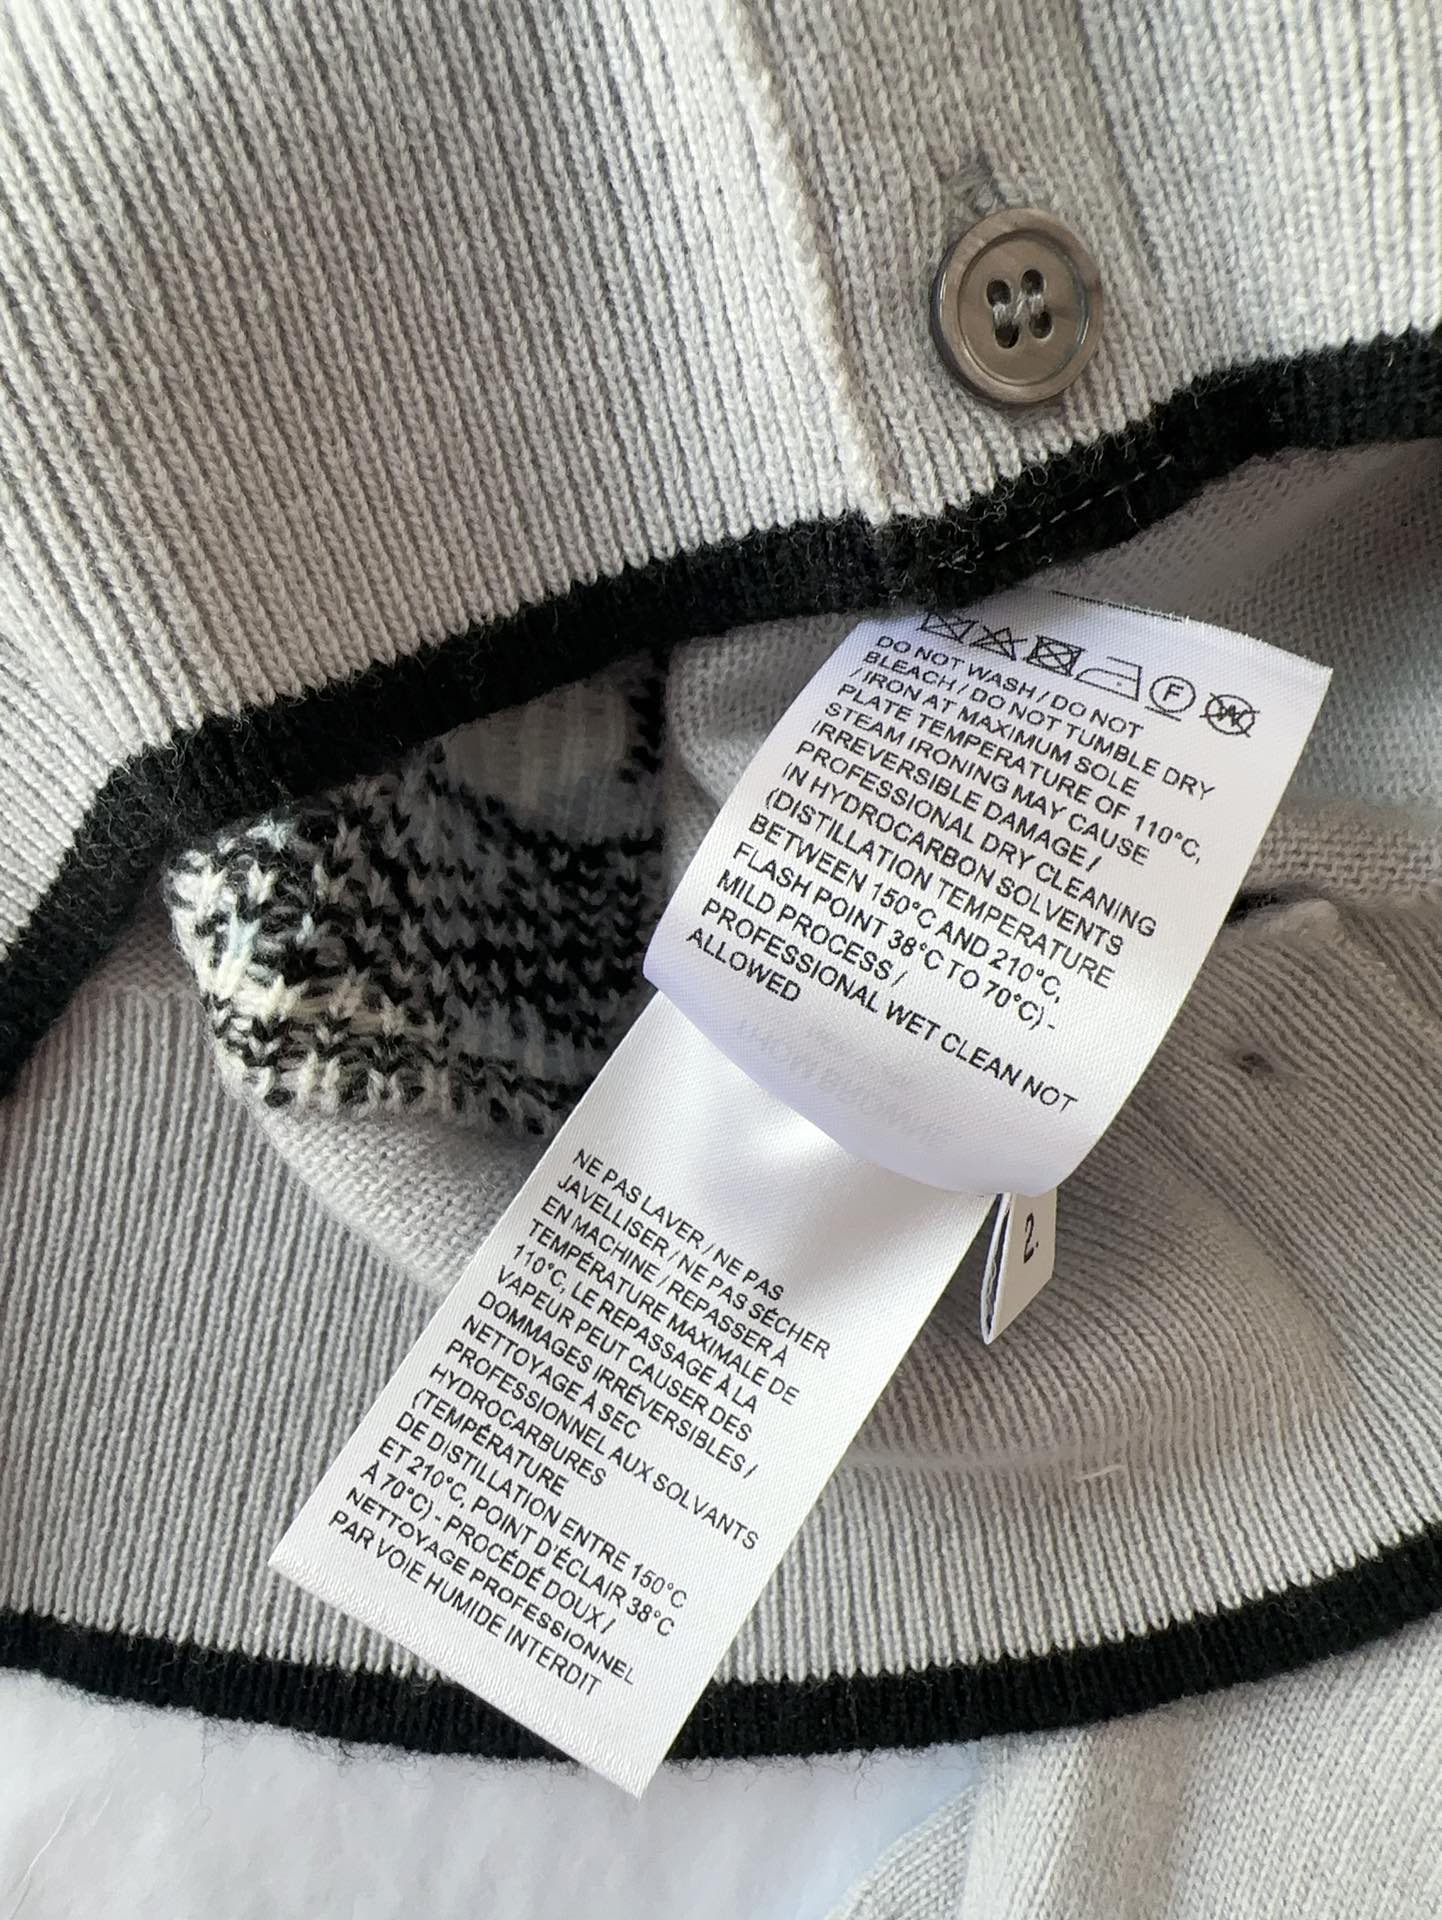 DO NOT WASH / DO NOT
BLEACH / DO NOT TUMBLE DRY
/ IRON AT MAXIMUM SOLE
PLATE TEMPERATURE OF 110°C,
STEAM IRONING MAY CAUSE
IRREVERSIBLE DAMAGE /
PROFESSIONAL DRY CLEANING
IN HYDROCARBON SOLVENTS
(DISTILLATION TEMPERATURE
BETWEEN 150°C AND 210°C,
FLASH POINT 38°C TO 70°C) -
MILD PROCESS /
PROFESSIONAL WET CLEAN NOT
ALLOWED
F
W
2.
NE PAS LAVER / NE PAS
JAVELLISER / NE PAS SÉCHER
EN MACHINE / REPASSER À
TEMPÉRATURE MAXIMALE DE
110°C, LE REPASSAGE À LA
VAPEUR PEUT CAUSER DES
DOMMAGES IRRÉVERSIBLES /
NETTOYAGE À SEC
PROFESSIONNEL AUX SOLVANTS
HYDROCARBURES
(TEMPÉRATURE
DE DISTILLATION ENTRE 150°C
ET 210°C, POINT D'ÉCLAIR 38°C
À 70°C) - PROCÉDÉ DOUX /
NETTOYAGE PROFESSIONNEL
PAR VOIE HUMIDE INTERDIT